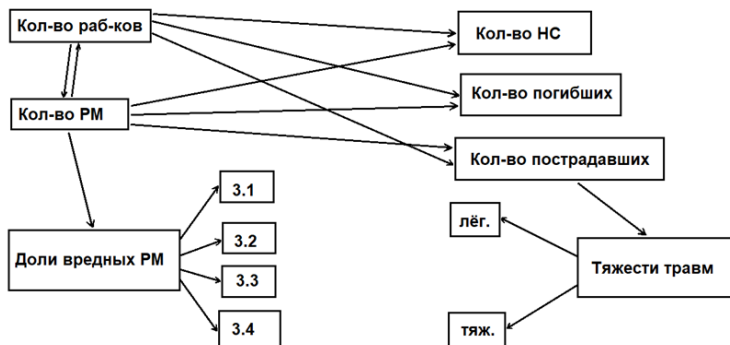 Кол-во раб-ков
Кол-во НС
Кол-во погибших
Кол-во РМ
Кол-во пострадавших
3.1
лёг.
3.2
Доли вредных РМ
Тяжести травм
3.3
3.4
тяж.